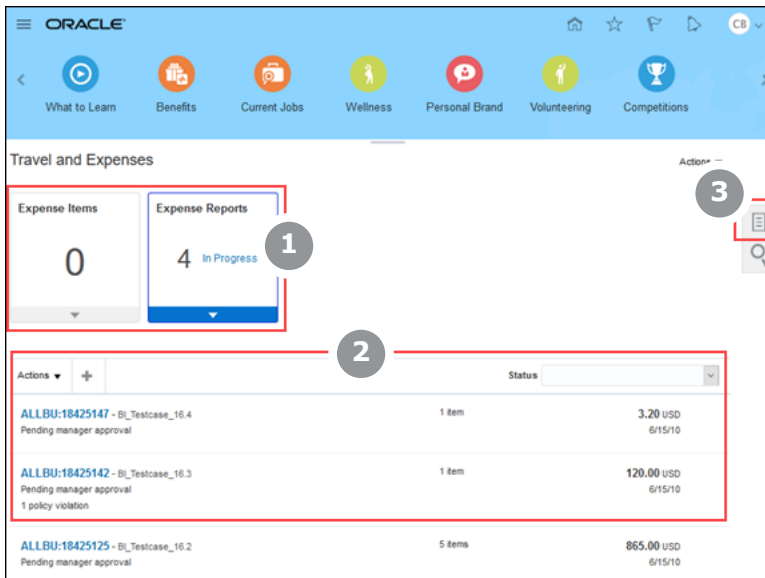 ORACLE
CB
What to Learn
Benefits
Current Jobs
Wellness
Personal Brand
Volunteering
Competitions
Travel and Expenses
Actions
3
Expense Items
Expense Reports
0
4 In Progress
1
2
Actions
Status
ALLBU:18425147 - BI_Testcase_16.4 1 item 3.20 USD
Pending manager approval 6/15/10
ALLBU:18425142 - BI_Testcase_16.3 1 item 120.00 USD
Pending manager approval 6/15/10
1 policy violation
ALLBU:18425125 - BI_Testcase_16.2 5 items 865.00 USD
Pending manager approval 6/15/10